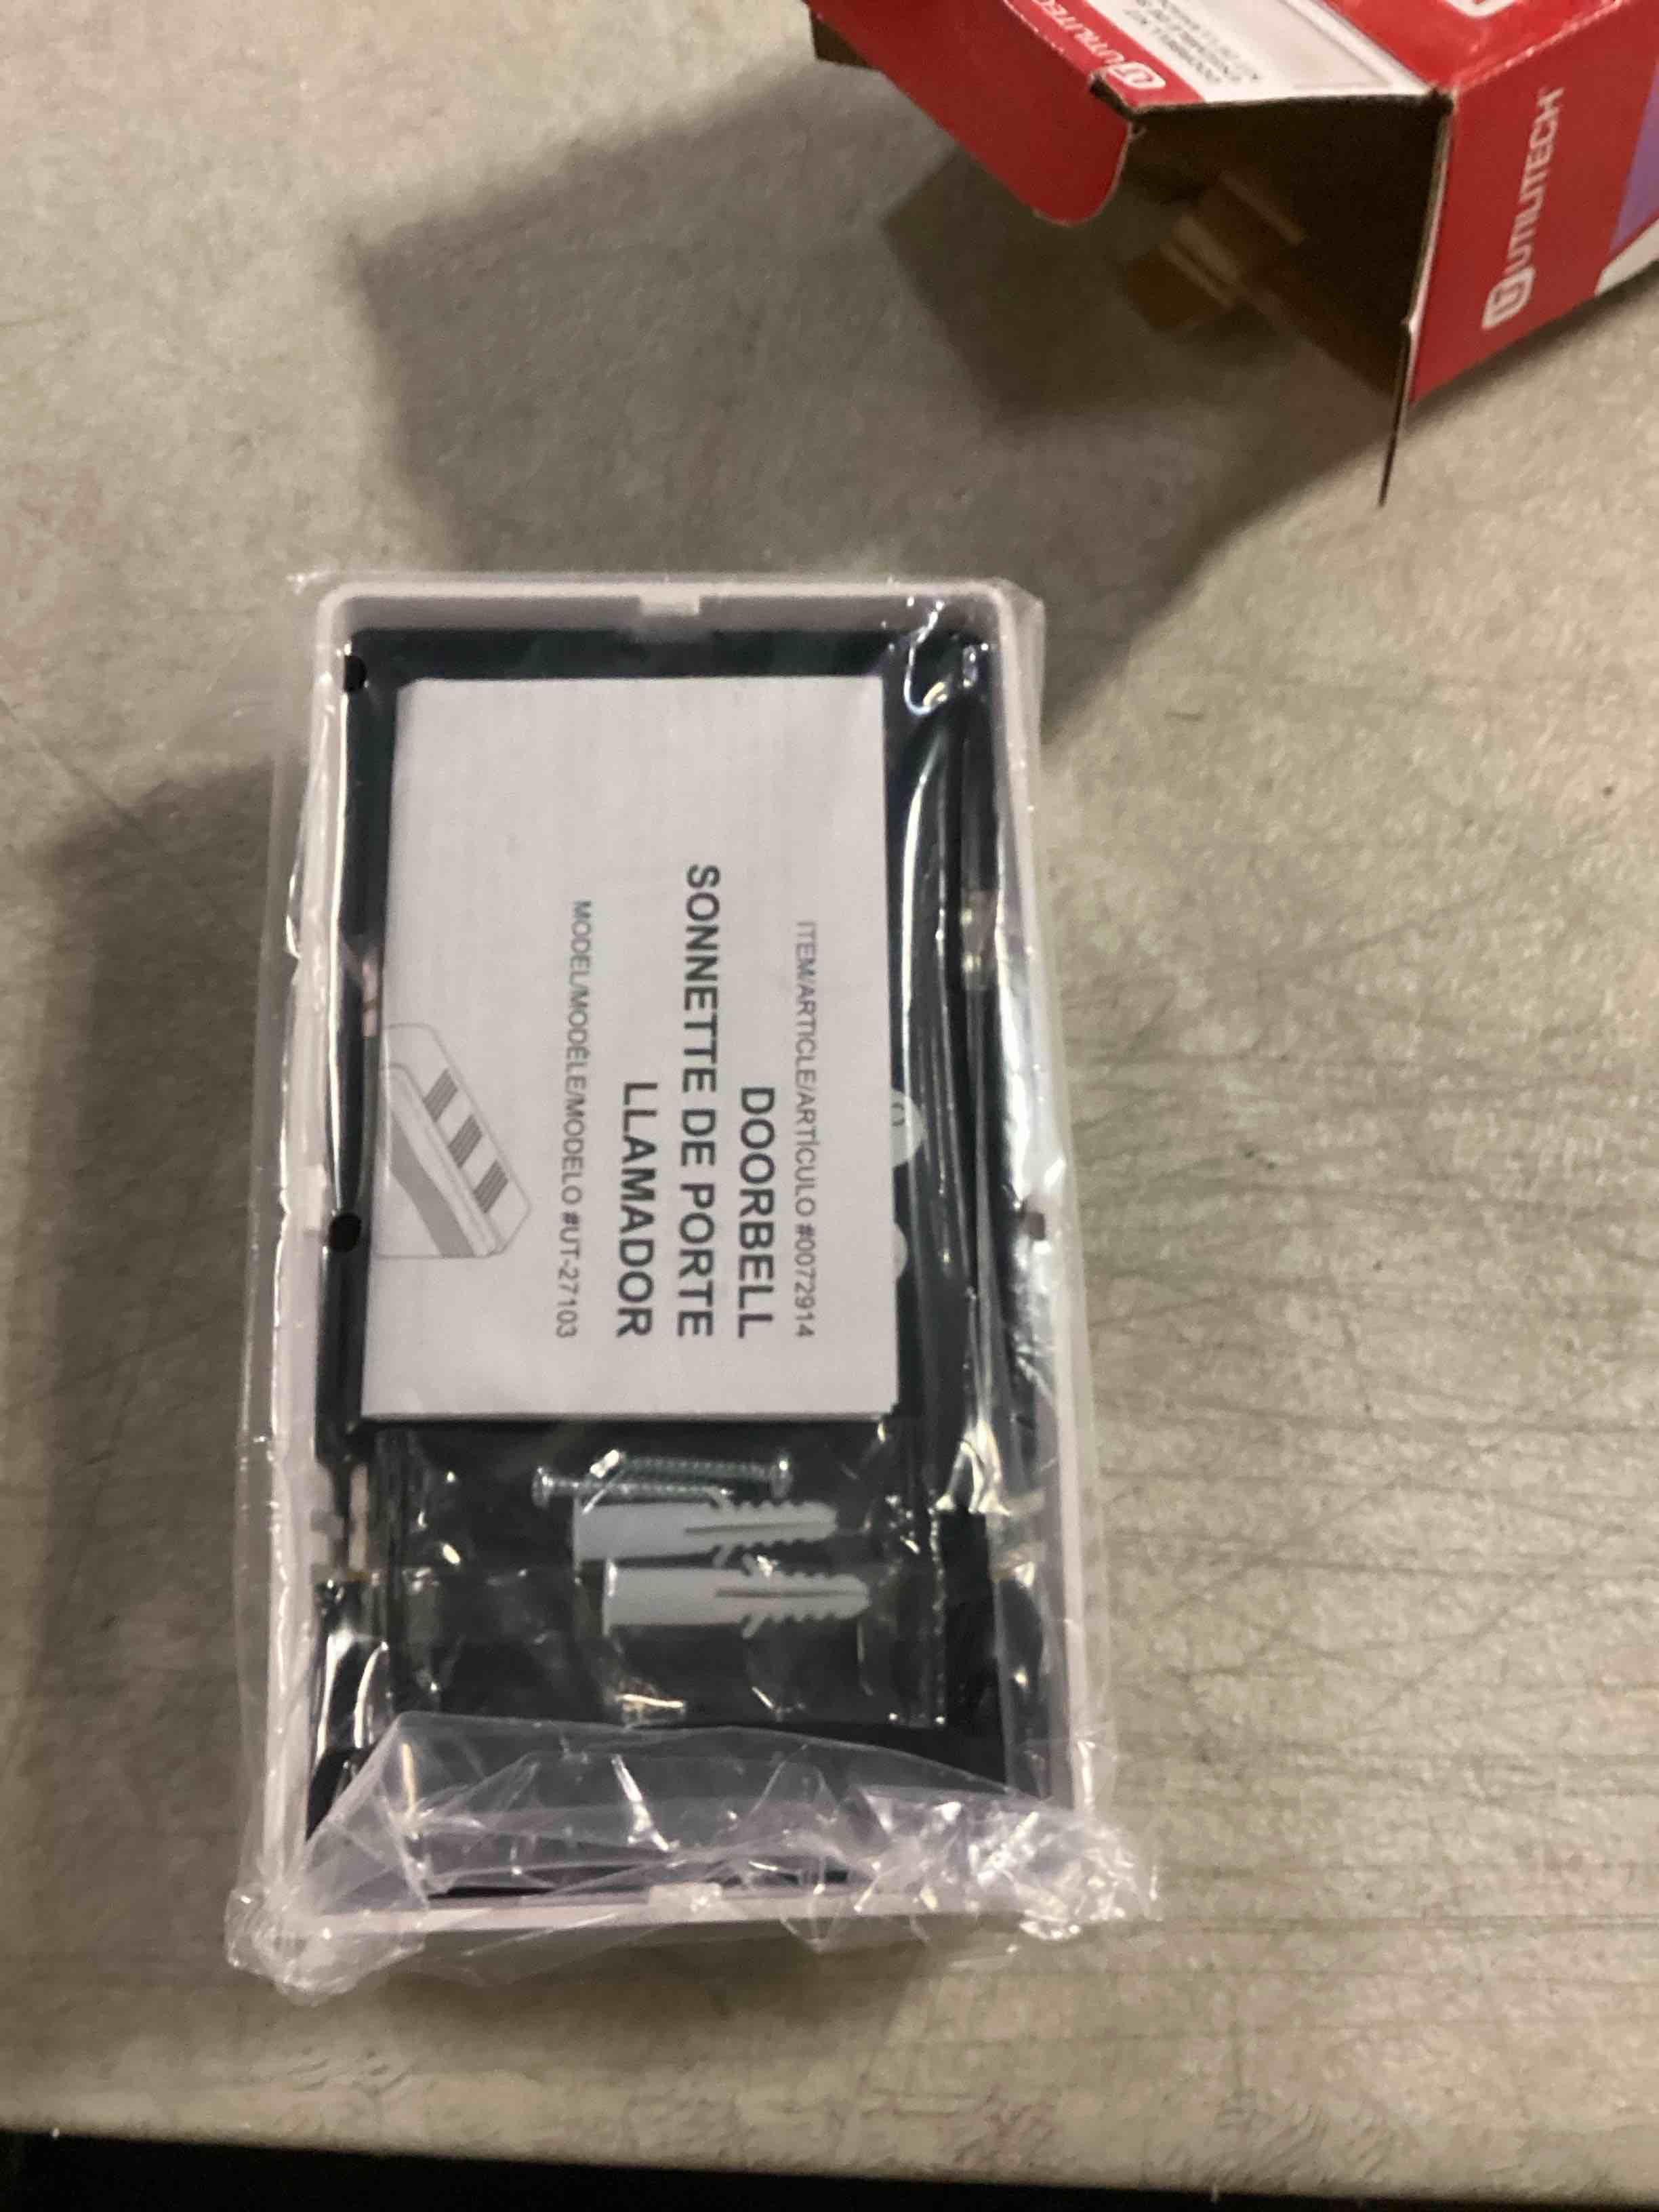 ITEM/ARTICLE/ARTÍCULO #0072914
DOORBELL
SONNETTE DE PORTE
LLAMADOR
MODEL/MODÈLE/MODELO #UT-27103
UTILITECH
UTILITECH